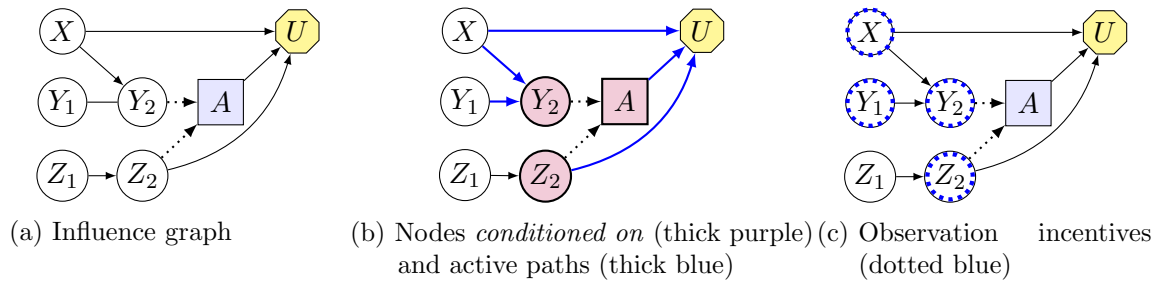 X U
Y1 Y2 A
Z1 Z2
(a) Influence graph
X U
Y1 Y2 A
Z1 Z2
(b) Nodes conditioned on (thick purple)
and active paths (thick blue)
X U
Y1 Y2 A
Z1 Z2
(c) Observation incentives
(dotted blue)